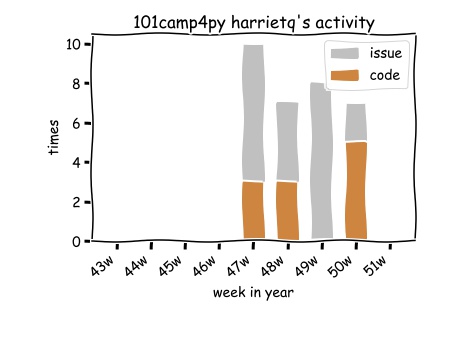 101camp4py harrietq's activity
issue
code
10
8
6
4
2
0
times
43w 44w 45w 46w 47w 48w 49w 50w 51w
week in year